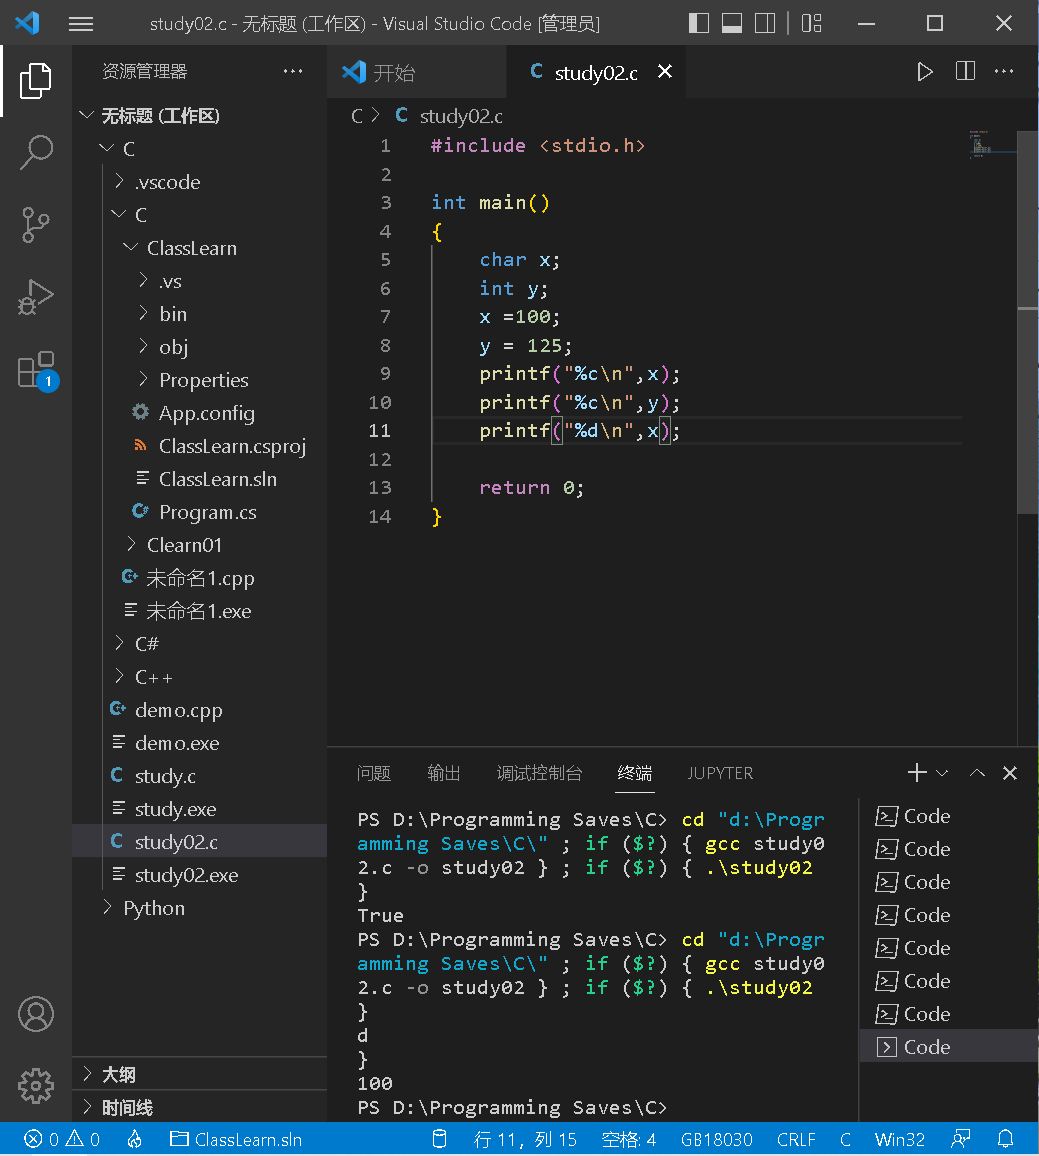 study02.c - 无标题 (工作区) - Visual Studio Code [管理员]
资源管理器
无标题 (工作区)
C
.vscode
C
ClassLearn
.vs
bin
obj
Properties
App.config
ClassLearn.csproj
ClassLearn.sln
Program.cs
Clearn01
未命名1.cpp
未命名1.exe
C#
C++
demo.cpp
demo.exe
study.c
study.exe
study02.c
study02.exe
Python
大纲
时间线
1
开始
study02.c
C > C study02.c
1 #include <stdio.h>
2
3 int main()
4 {
5 char x;
6 int y;
7 x =100;
8 y = 125;
9 printf("%c\n",x);
10 printf("%c\n",y);
11 printf("%d\n",x);
12
13 return 0;
14 }
问题 输出 调试控制台 终端 JUPYTER
PS D:\Programming Saves\C> cd "d:\Progr
amming Saves\C\" ; if ($?) { gcc study0
2.c -o study02 } ; if ($?) { .\study02
}
True
PS D:\Programming Saves\C> cd "d:\Progr
amming Saves\C\" ; if ($?) { gcc study0
2.c -o study02 } ; if ($?) { .\study02
}
d
}
100
PS D:\Programming Saves\C>
Code
Code
Code
Code
Code
Code
Code
Code
0 0 ClassLearn.sln 行 11，列 15 空格: 4 GB18030 CRLF C Win32